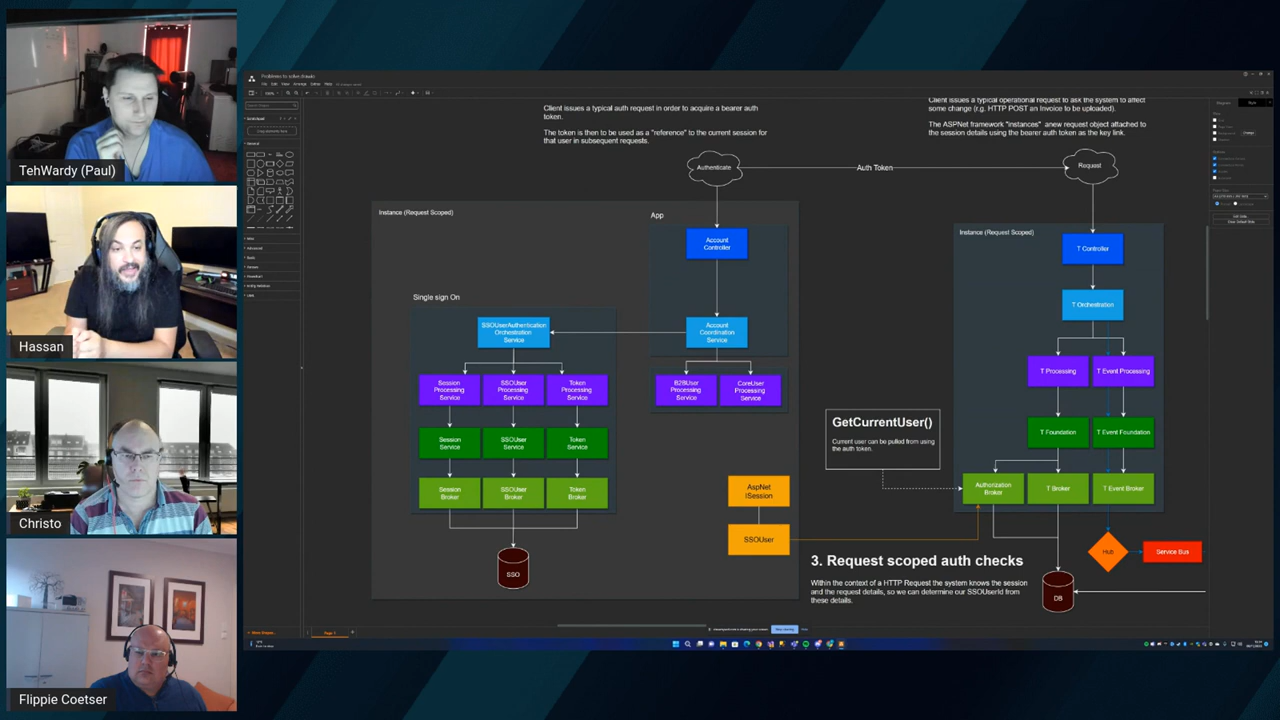 TehWardy (Paul)
Hassan
Christo
Flippie Coetser
Client issues a typical auth request in order to acquire a bearer auth
token.
The token is then to be used as a "reference" to the current session for
that user in subsequent requests.
Client issues a typical operational request to ask the system to affect
some change (e.g. HTTP POST an Invoice to be uploaded).
The ASPNet framework "instances" anew request object attached to
the session details using the bearer auth token as the key link.
Authenticate
Auth Token
Request
Instance (Request Scoped)
App
Account
Controller
Single sign On
SSOUserAuthentication
Orchestration
Service
Account
Coordination
Service
Session
Processing
Service
SSOUser
Processing
Service
Token
Processing
Service
B2BUser
Processing
Service
CoreUser
Processing
Service
Session
Service
SSOUser
Service
Token
Service
Session
Broker
SSOUser
Broker
Token
Broker
SSO
AspNet
ISession
SSOUser
GetCurrentUser()
Current user can be pulled from using
the auth token.
Instance (Request Scoped)
T Controller
T Orchestration
T Processing
T Event Processing
T Foundation
T Event Foundation
Authorization
Broker
T Broker
T Event Broker
Hub
Service Bus
DB
3. Request scoped auth checks
Within the context of a HTTP Request the system knows the session
and the request details, so we can determine our SSOUserId from
these details.
Page 1